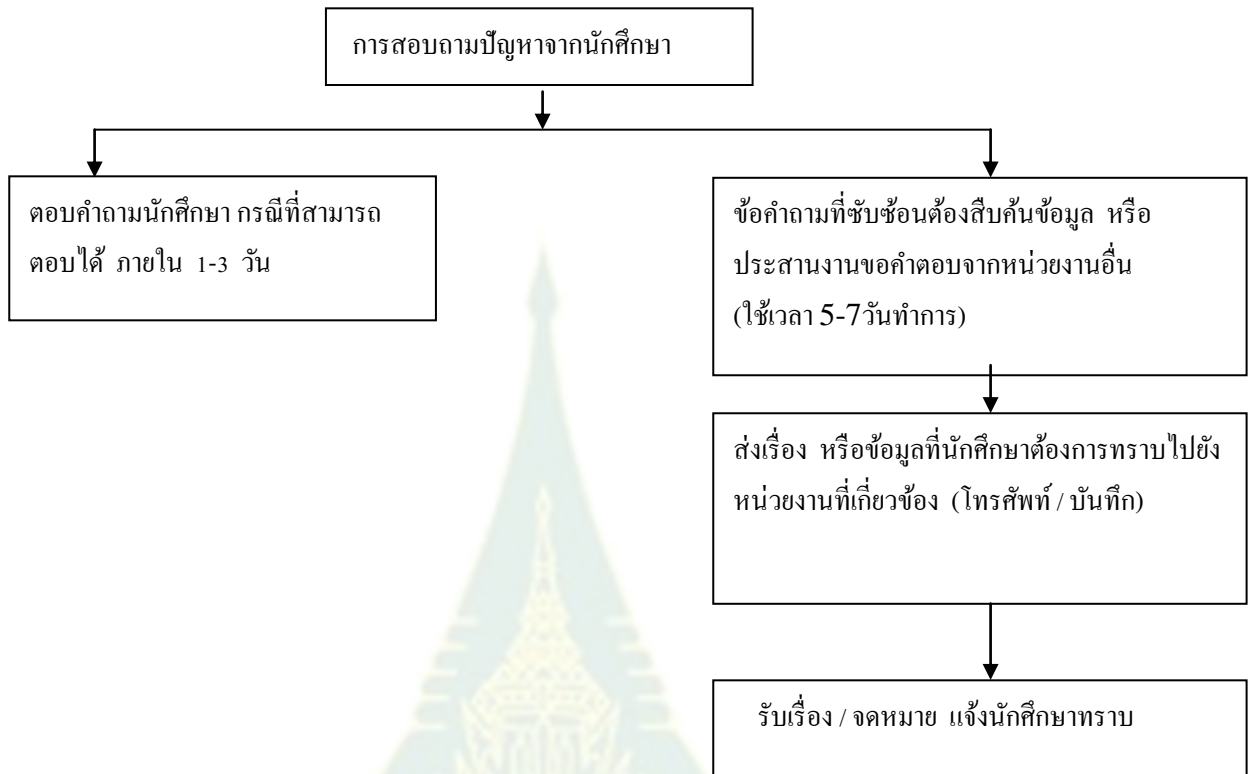 การสอบถามปัญหาจากนักศึกษา
ตอบคำถามนักศึกษา กรณีที่สามารถ
ตอบได้ ภายใน 1-3 วัน
ข้อคำถามที่ซับซ้อนต้องสืบค้นข้อมูล หรือ
ประสานงานขอคำตอบจากหน่วยงานอื่น
(ใช้เวลา 5-7วันทำการ)
ส่งเรื่อง หรือข้อมูลที่นักศึกษาต้องการทราบไปยัง
หน่วยงานที่เกี่ยวข้อง (โทรศัพท์ / บันทึก)
รับเรื่อง / จดหมาย แจ้งนักศึกษาทราบ